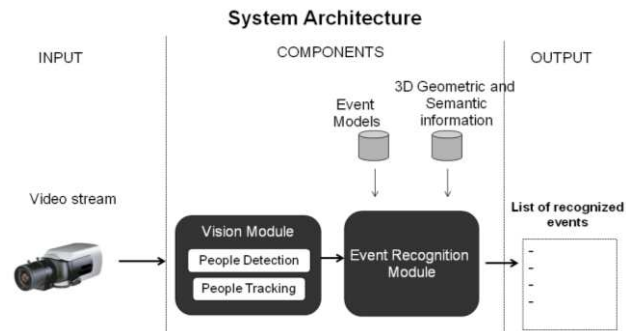 System Architecture
INPUT
COMPONENTS
OUTPUT
Event
Models
3D Geometric and
Semantic
information
Video stream
Vision Module
People Detection
People Tracking
Event Recognition
Module
List of recognized
events
-
-
-
-